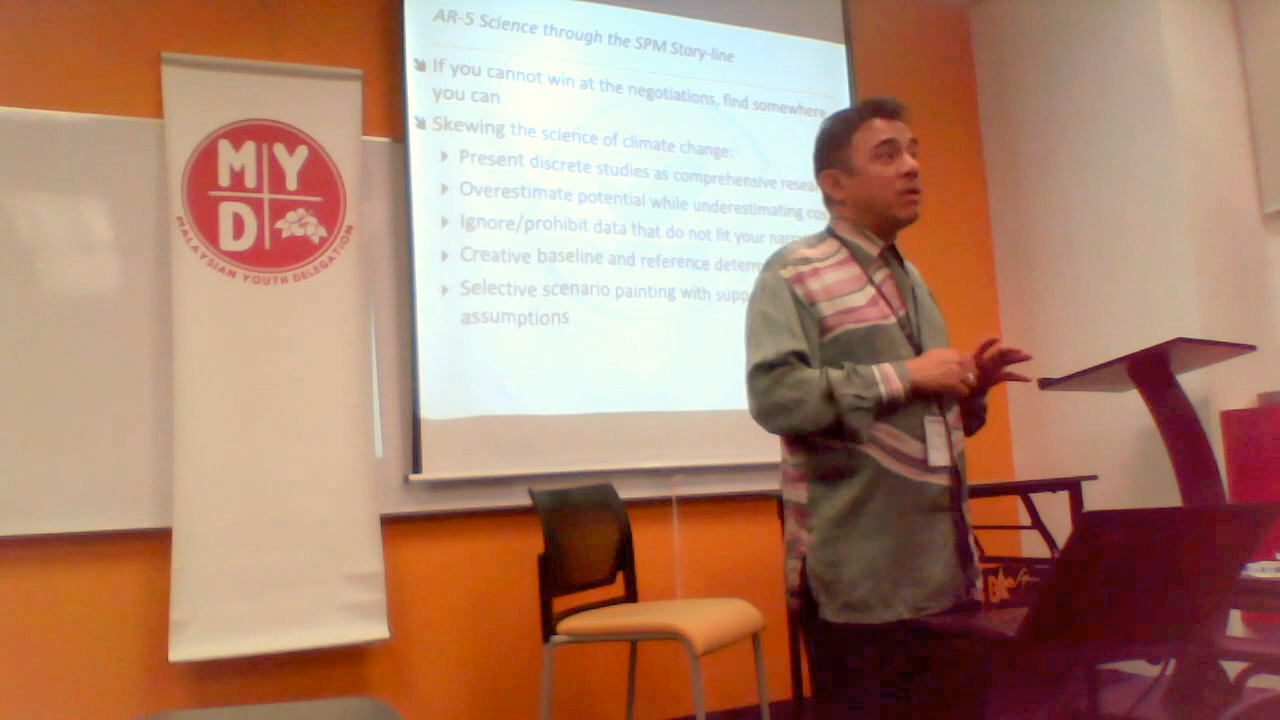 MY
D
MALAYSIAN YOUTH DELEGATION
AR-5 Science through the SPM Story-line
If you cannot win at the negotiations, find somewhere
you can
Skewing the science of climate change:
Present discrete studies as comprehensive
Overestimate potential while underestimating
Ignore/prohibit data that do not fit your
Creative baseline and reference
Selective scenario painting with
assumptions